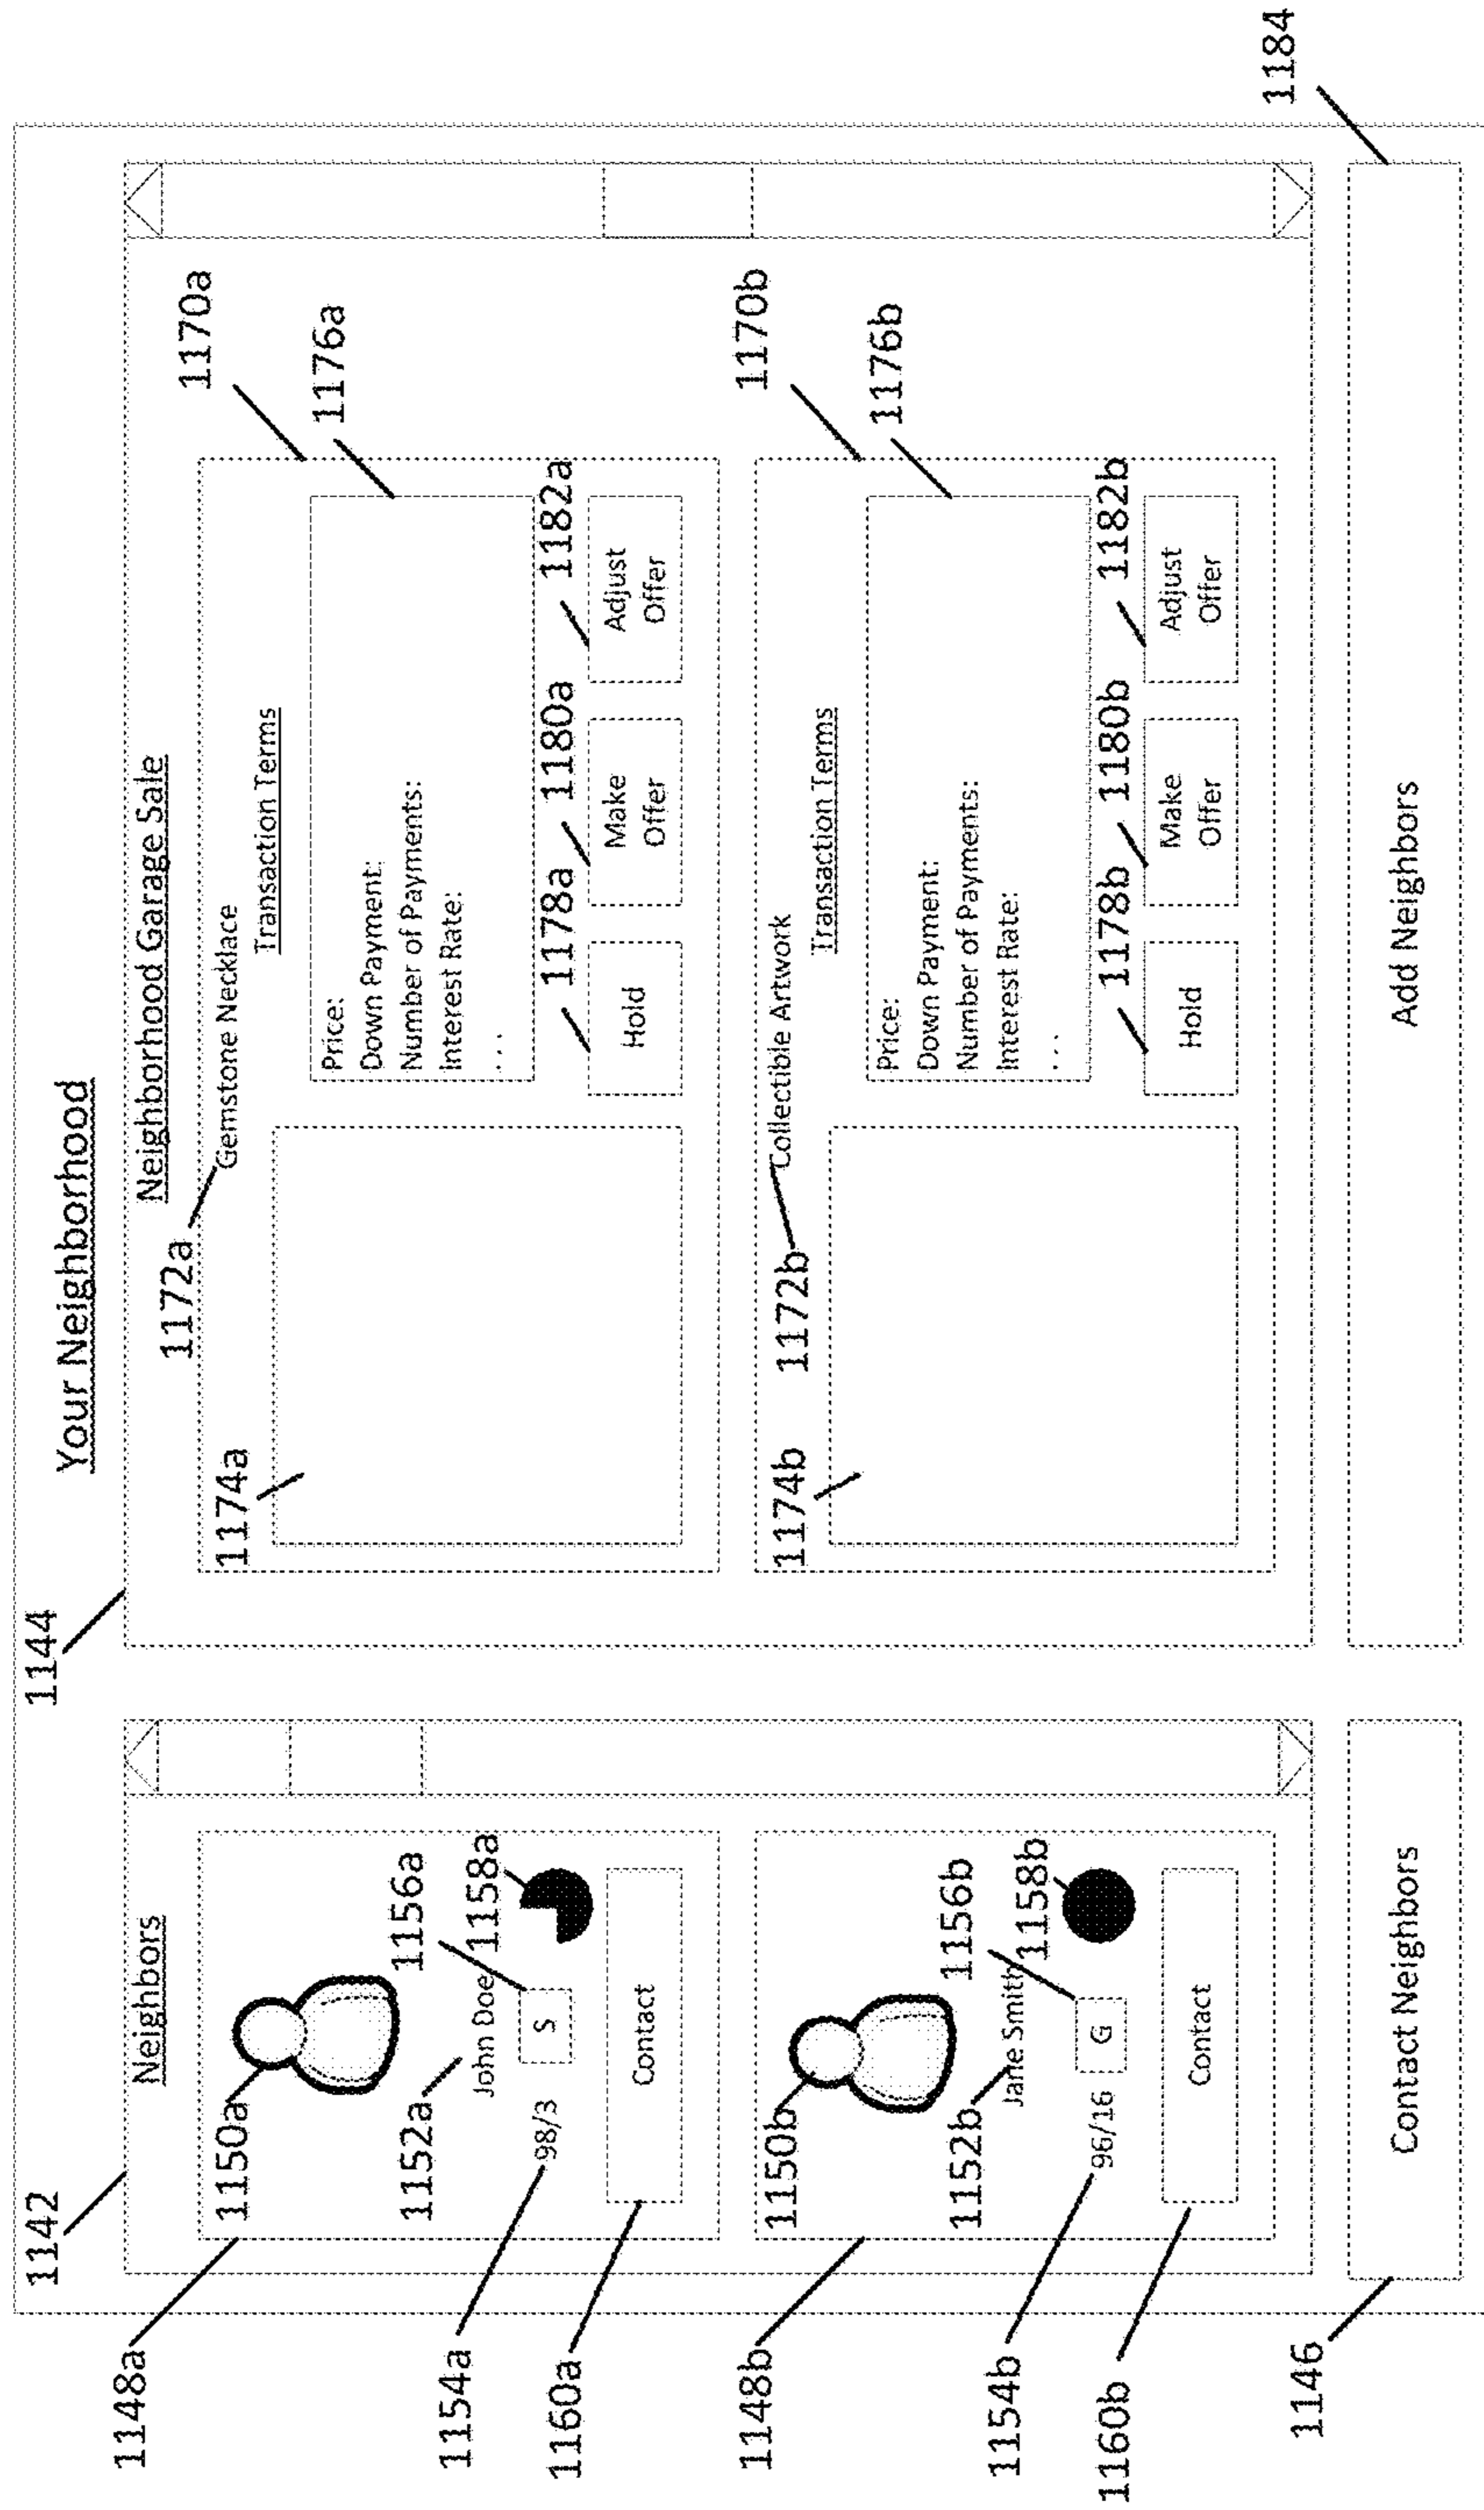 Your Neighborhood
1142
1144
Neighbors
Neighborhood Garage Sale
1148a
1150a
1152a
John Doe
1154a
98/3
1156a
S
1158a
1160a
Contact
1148b
1150b
1152b
Jane Smith
1154b
96/16
1156b
G
1158b
1160b
Contact
1172a
Gemstone Necklace
1170a
1174a
Transaction Terms
1176a
Price:
Down Payment:
Number of Payments:
Interest Rate:
...
1178a
1180a
1182a
Hold
Make
Offer
Adjust
Offer
1172b
Collectible Artwork
1170b
1174b
Transaction Terms
1176b
Price:
Down Payment:
Number of Payments:
Interest Rate:
...
1178b
1180b
1182b
Hold
Make
Offer
Adjust
Offer
1146
Contact Neighbors
Add Neighbors
1184